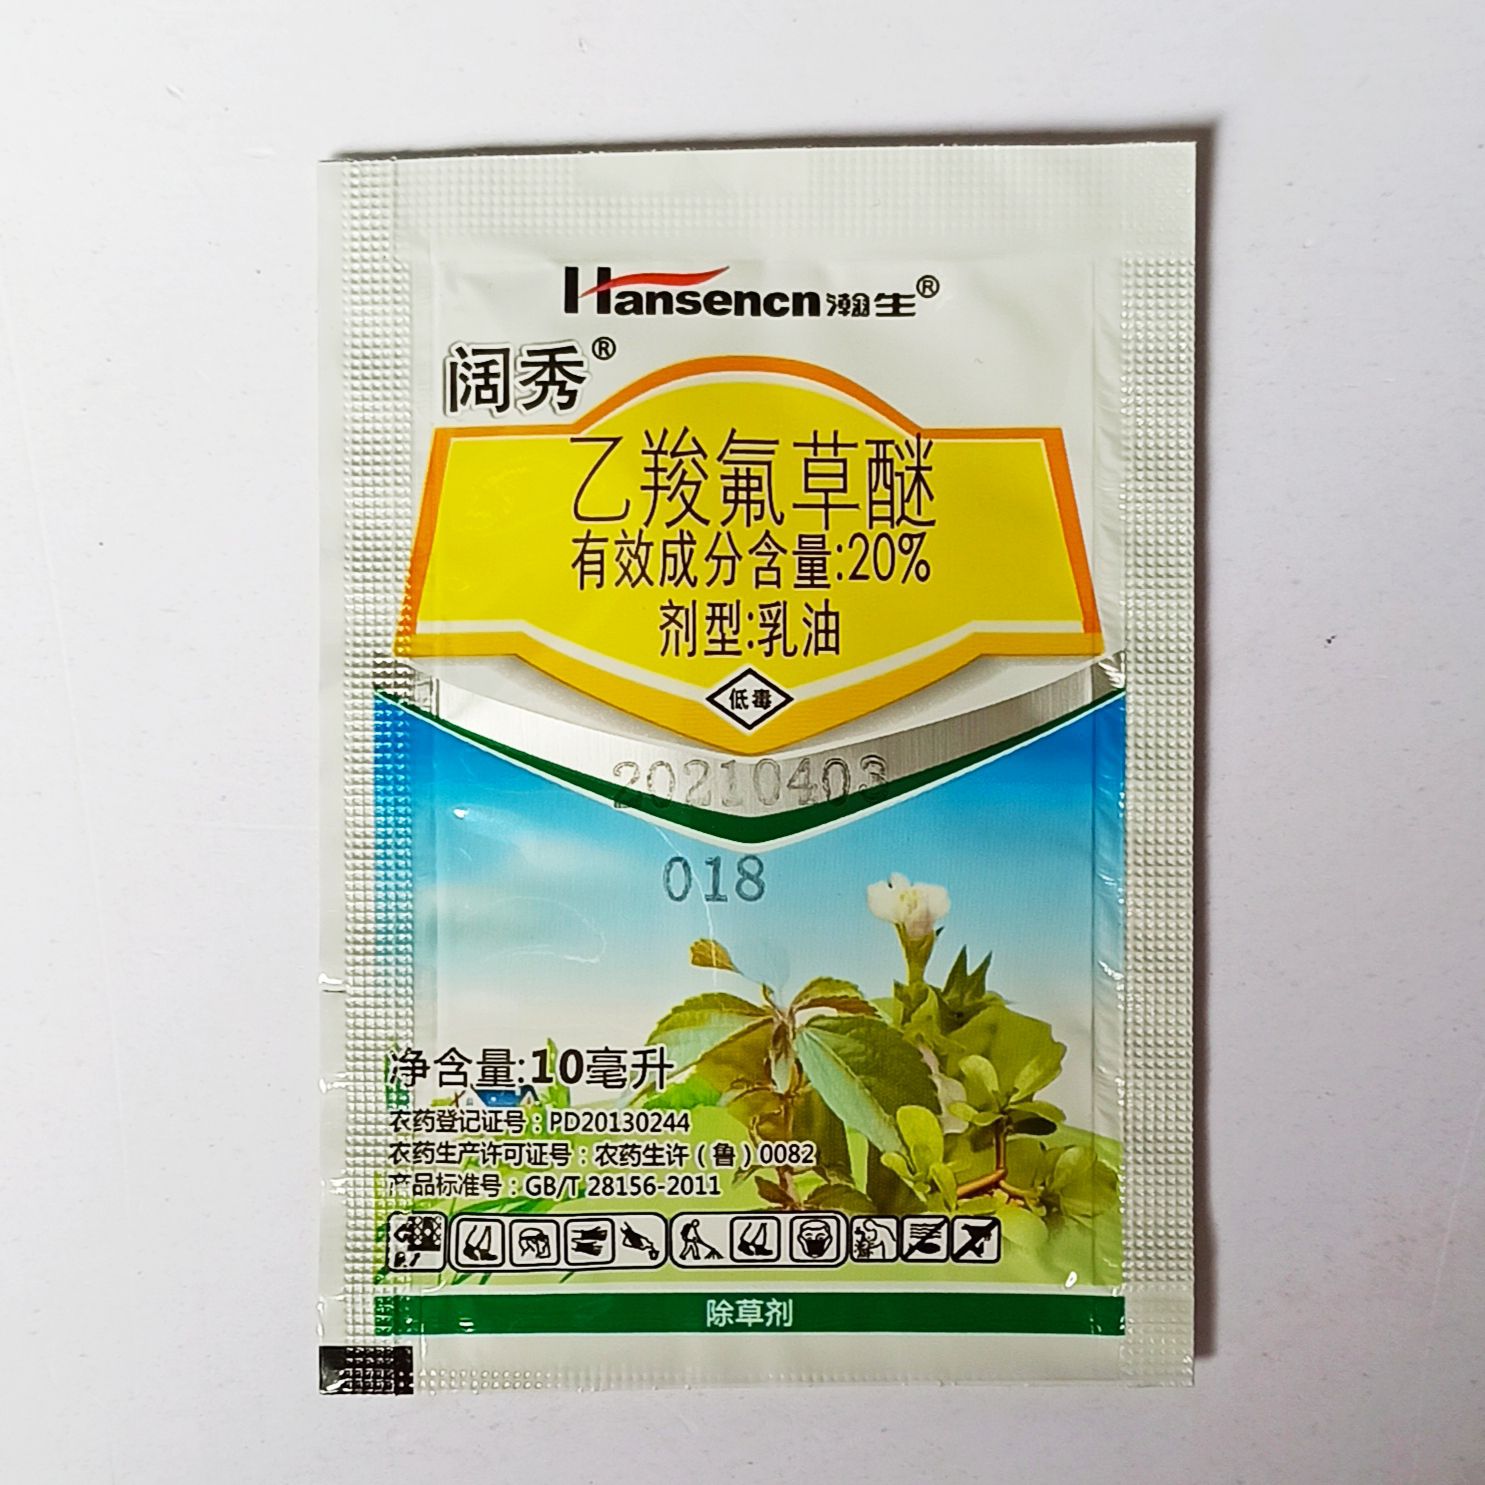 Hansencn瀚生®
阔秀®
乙羧氟草醚
有效成分含量:20%
剂型:乳油
低毒
20210403
018
净含量:10毫升
农药登记证号：PD20130244
农药生产许可证号：农药生许（鲁）0082
产品标准号：GB/T 28156-2011
除草剂